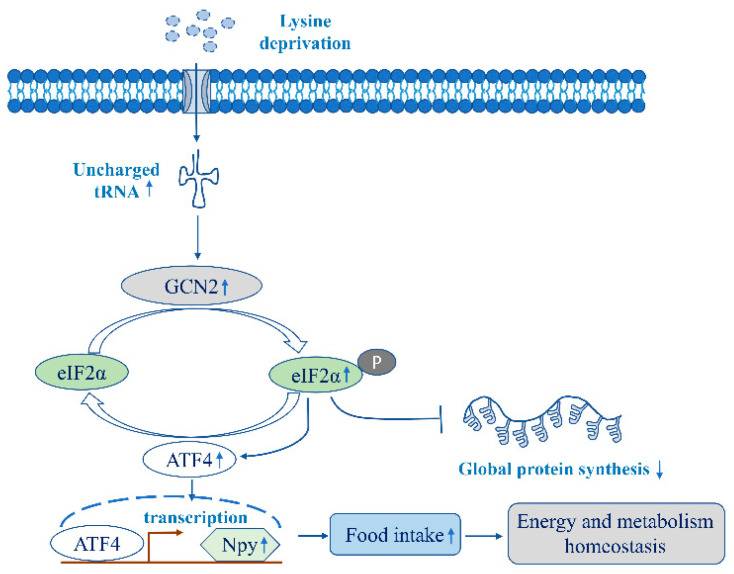 Lysine
deprivation
Uncharged
tRNA ↑
GCN2↑
eIF2α
eIF2α↑
P
ATF4↑
Global protein synthesis ↓
transcription
ATF4
Npy↑
Food intake↑
Energy and metabolism
homcostasis